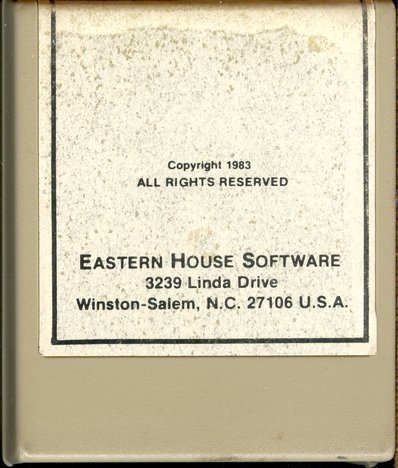 Copyright 1983
ALL RIGHTS RESERVED
EASTERN HOUSE SOFTWARE
3239 Linda Drive
Winston-Salem, N.C. 27106 U.S.A.